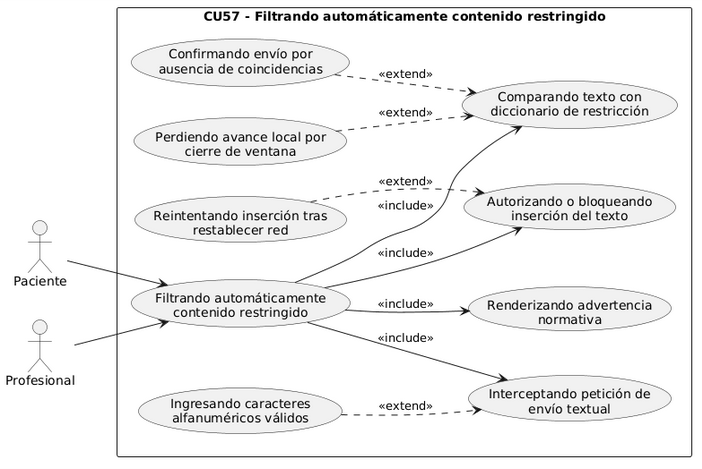 CU57 - Filtrando automáticamente contenido restringido
Confirmando envío por
ausencia de coincidencias
«extend»
Comparando texto con
diccionario de restricción
«extend»
Perdiendo avance local por
cierre de ventana
«extend»
Reintentando inserción tras
restablecer red
«include»
Autorizando o bloqueando
inserción del texto
«include»
Paciente
Filtrando automáticamente
contenido restringido
«include»
Renderizando advertencia
normativa
«include»
Profesional
Interceptando petición de
envío textual
Ingresando caracteres
alfanuméricos válidos
«extend»